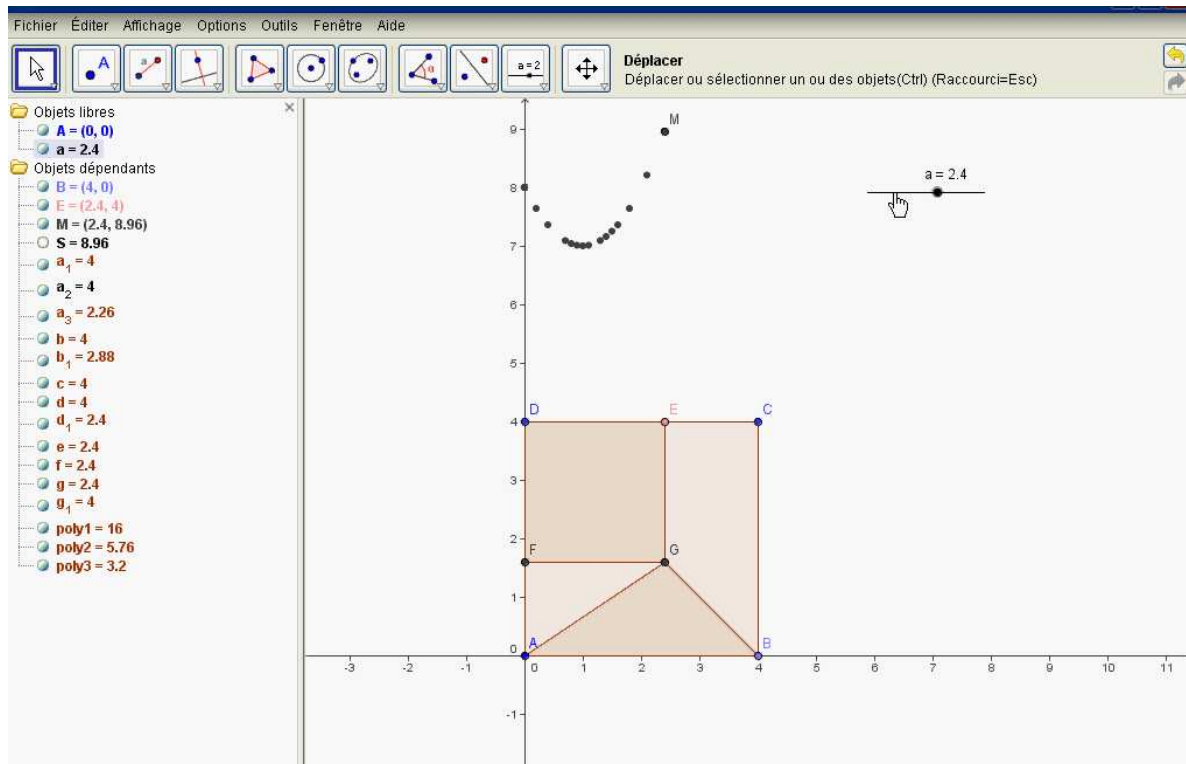 Fichier Éditer Affichage Options Outils Fenêtre Aide
A a α a=2
Déplacer
Déplacer ou sélectionner un ou des objets(Ctrl) (Raccourci=Esc)
Objets libres
A = (0, 0)
a = 2.4
Objets dépendants
B = (4, 0)
E = (2.4, 4)
M = (2.4, 8.96)
S = 8.96
a₁ = 4
a₂ = 4
a₃ = 2.26
b = 4
b₁ = 2.88
c = 4
d = 4
d₁ = 2.4
e = 2.4
f = 2.4
g = 2.4
g₁ = 4
poly1 = 16
poly2 = 5.76
poly3 = 3.2
M
9
a = 2.4
8
7
6
5
D E C
4
3
2
F G
1
A B
0
-3 -2 -1 0 1 2 3 4 5 6 7 8 9 10 11
-1